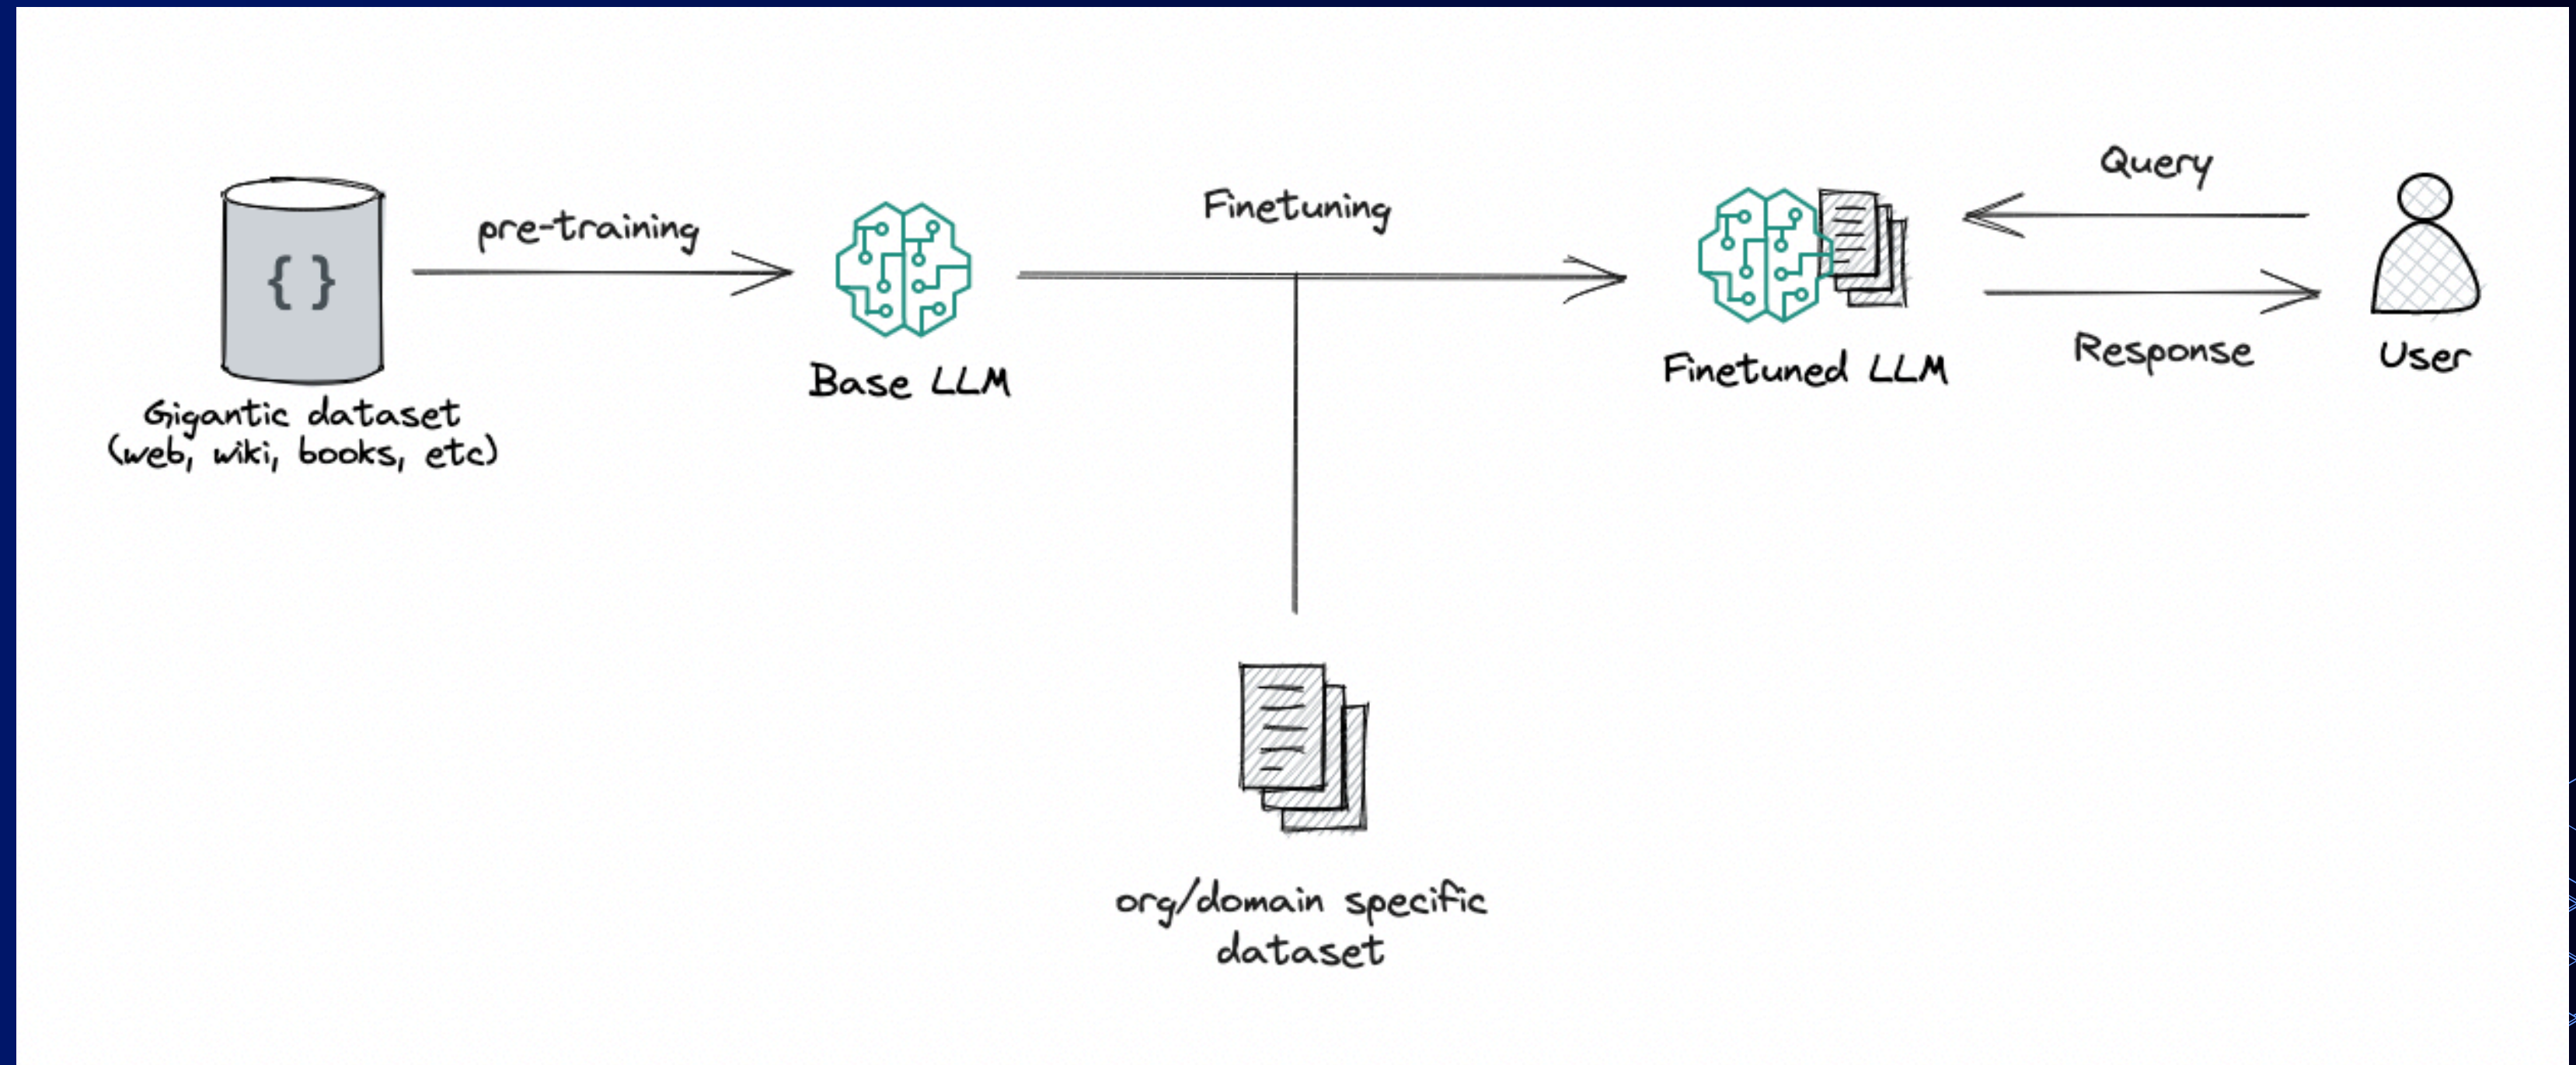 { }
Gigantic dataset
(web, wiki, books, etc)
pre-training
Base LLM
Finetuning
org/domain specific
dataset
Finetuned LLM
Query
Response
User